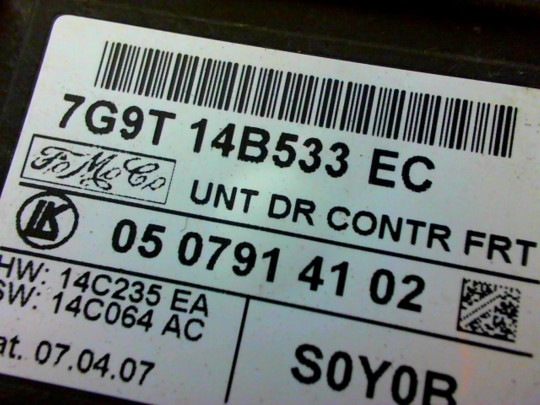 7G9T 14B533 EC
FoMoCo
UNT DR CONTR FRT
05 0791 41 02
HW: 14C235 EA
SW: 14C064 AC
at. 07.04.07
S0Y0B